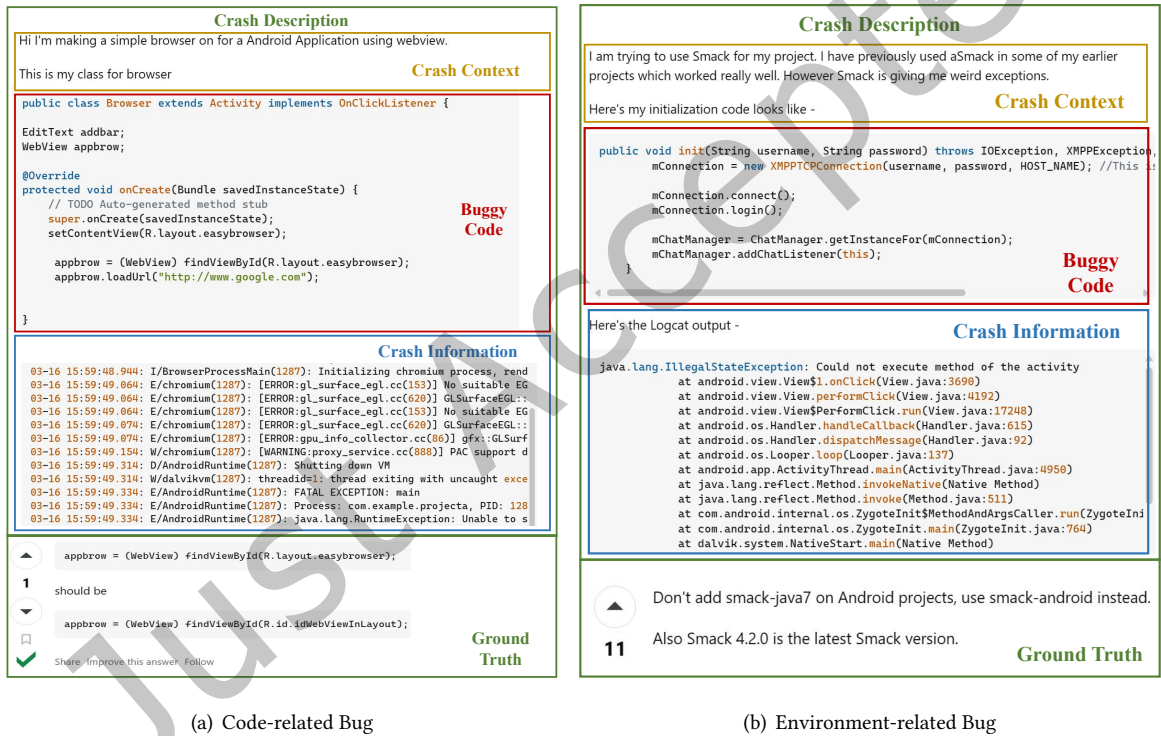 Crash Description
Hi I'm making a simple browser on for a Android Application using webview.
This is my class for browser
Crash Context
public class Browser extends Activity implements OnClickListener {
EditText addbar;
WebView appbrow;
@Override
protected void onCreate(Bundle savedInstanceState) {
// TODO Auto-generated method stub
super.onCreate(savedInstanceState);
setContentView(R.layout.easybrowser);
appbrow = (WebView) findViewById(R.layout.easybrowser);
appbrow.loadUrl("http://www.google.com");
}
Buggy
Code
Crash Information
03-16 15:59:48.944: I/BrowserProcessMain(1287): Initializing chromium process, rend
03-16 15:59:49.064: E/chromium(1287): [ERROR:gl_surface_egl.cc(153)] No suitable EG
03-16 15:59:49.064: E/chromium(1287): [ERROR:gl_surface_egl.cc(620)] GLSurfaceEGL::
03-16 15:59:49.064: E/chromium(1287): [ERROR:gl_surface_egl.cc(153)] No suitable EG
03-16 15:59:49.074: E/chromium(1287): [ERROR:gl_surface_egl.cc(620)] GLSurfaceEGL::
03-16 15:59:49.074: E/chromium(1287): [ERROR:gpu_info_collector.cc(86)] gfx::GLSurf
03-16 15:59:49.154: W/chromium(1287): [WARNING:proxy_service.cc(888)] PAC support d
03-16 15:59:49.314: D/AndroidRuntime(1287): Shutting down VM
03-16 15:59:49.314: W/dalvikvm(1287): threadid=1: thread exiting with uncaught exce
03-16 15:59:49.334: E/AndroidRuntime(1287): FATAL EXCEPTION: main
03-16 15:59:49.334: E/AndroidRuntime(1287): Process: com.example.projecta, PID: 128
03-16 15:59:49.334: E/AndroidRuntime(1287): java.lang.RuntimeException: Unable to s
appbrow = (WebView) findViewById(R.layout.easybrowser);
1
should be
appbrow = (WebView) findViewById(R.id.idWebViewInLayout);
Share Improve this answer Follow
Ground
Truth
(a) Code-related Bug
Crash Description
I am trying to use Smack for my project. I have previously used aSmack in some of my earlier
projects which worked really well. However Smack is giving me weird exceptions.
Here's my initialization code looks like -
Crash Context
public void init(String username, String password) throws IOException, XMPPException,
mConnection = new XMPPTCPConnection(username, password, HOST_NAME); //This is
mConnection.connect();
mConnection.login();
mChatManager = ChatManager.getInstanceFor(mConnection);
mChatManager.addChatListener(this);
}
Buggy
Code
Here's the Logcat output -
Crash Information
java.lang.IllegalStateException: Could not execute method of the activity
at android.view.View$1.onClick(View.java:3690)
at android.view.View.performClick(View.java:4192)
at android.view.View$PerformClick.run(View.java:17248)
at android.os.Handler.handleCallback(Handler.java:615)
at android.os.Handler.dispatchMessage(Handler.java:92)
at android.os.Looper.loop(Looper.java:137)
at android.app.ActivityThread.main(ActivityThread.java:4950)
at java.lang.reflect.Method.invokeNative(Native Method)
at java.lang.reflect.Method.invoke(Method.java:511)
at com.android.internal.os.ZygoteInit$MethodAndArgsCaller.run(ZygoteIni
at com.android.internal.os.ZygoteInit.main(ZygoteInit.java:764)
at dalvik.system.NativeStart.main(Native Method)
Don't add smack-java7 on Android projects, use smack-android instead.
11
Also Smack 4.2.0 is the latest Smack version.
Ground Truth
(b) Environment-related Bug
Just Accepte